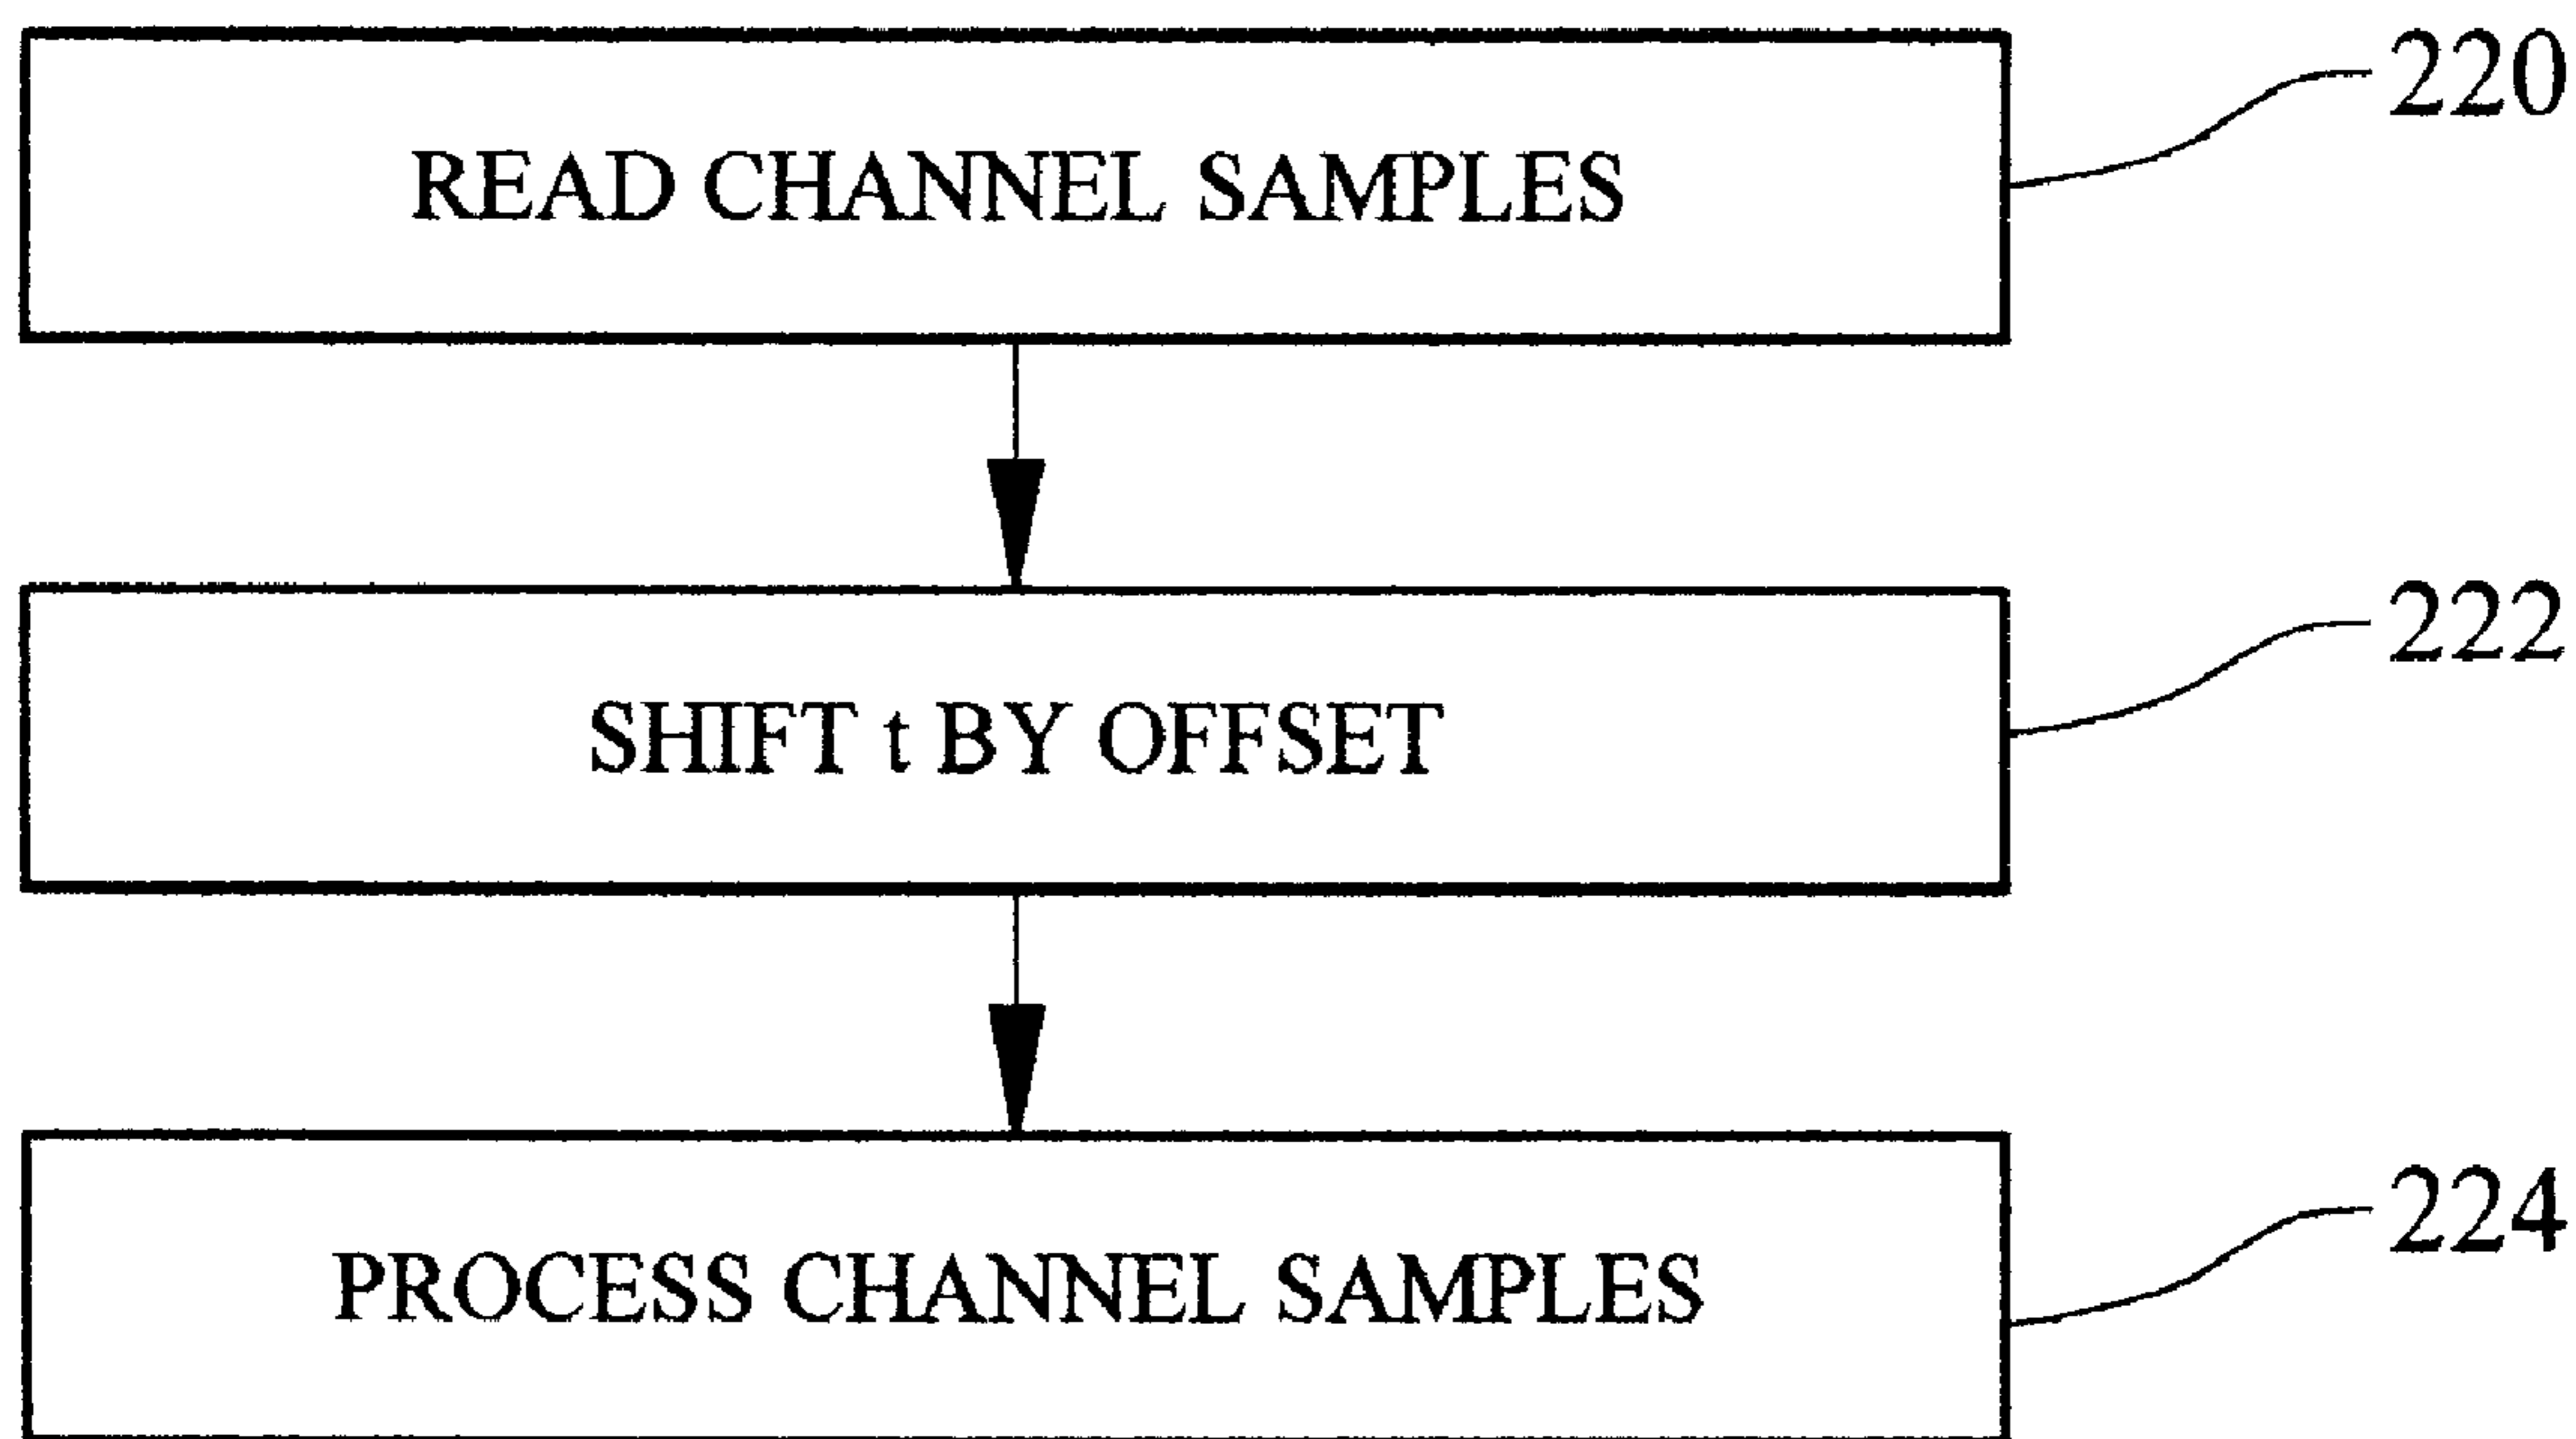 READ CHANNEL SAMPLES
220
SHIFT t BY OFFSET
222
PROCESS CHANNEL SAMPLES
224